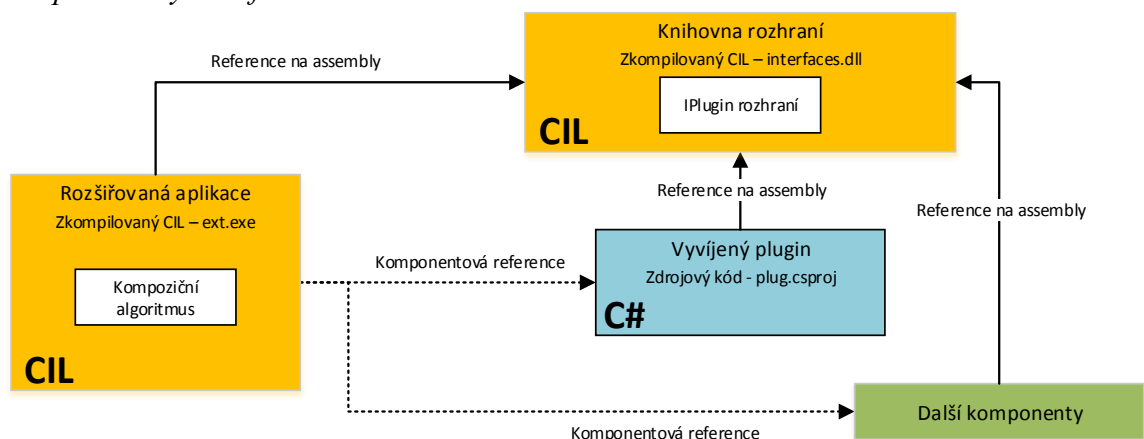 Knihovna rozhraní
Zkompilovaný CIL – interfaces.dll
IPlugin rozhraní
CIL
Reference na assembly
Rozšiřovaná aplikace
Zkompilovaný CIL – ext.exe
Kompoziční
algoritmus
CIL
Reference na assembly
Reference na assembly
Komponentová reference
Vyvíjený plugin
Zdrojový kód - plug.csproj
C#
Další komponenty
Komponentová reference